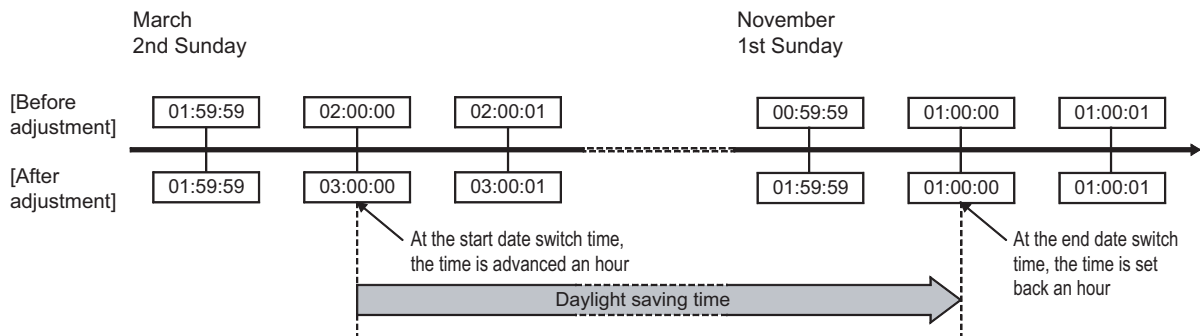 March
2nd Sunday
November
1st Sunday
[Before
adjustment]
01:59:59
02:00:00
02:00:01
00:59:59
01:00:00
01:00:01
[After
adjustment]
01:59:59
03:00:00
03:00:01
01:59:59
01:00:00
01:00:01
At the start date switch time,
the time is advanced an hour
At the end date switch
time, the time is set
back an hour
Daylight saving time